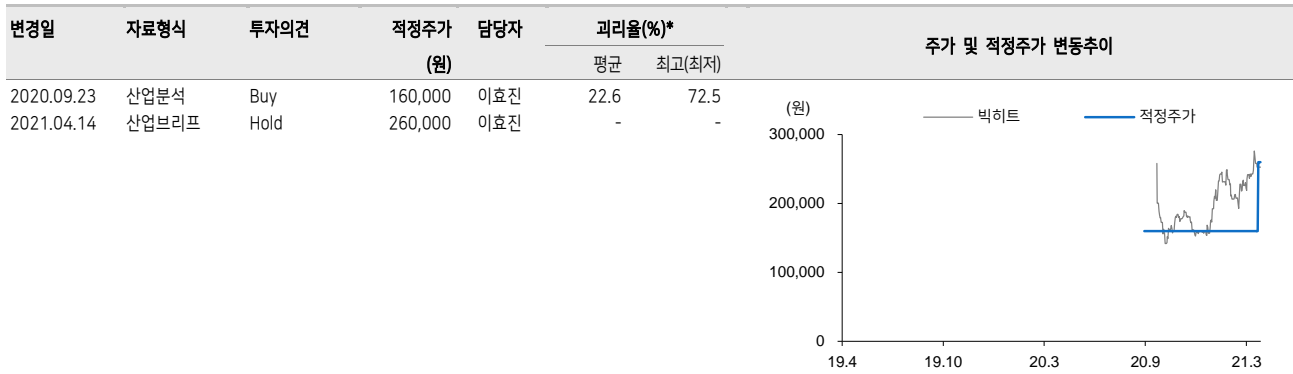 변경일 자료형식 투자의견 적정주가 담당자 괴리율(%)* 주가 및 적정주가 변동추이
(원) 평균 최고(최저)
2020.09.23 산업분석 Buy 160,000 이효진 22.6 72.5
2021.04.14 산업브리프 Hold 260,000 이효진 - -
(원) 빅히트 적정주가
300,000
200,000
100,000
0
19.4 19.10 20.3 20.9 21.3